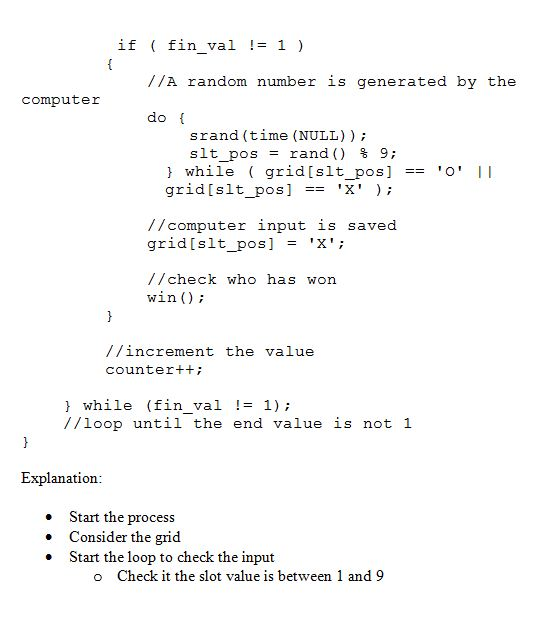 if ( fin_val != 1 )
{
//A random number is generated by the
computer
do {
srand(time(NULL));
slt_pos = rand() % 9;
} while ( grid[slt_pos] == 'O' ||
grid[slt_pos] == 'X' );
//computer input is saved
grid[slt_pos] = 'X';
//check who has won
win();
}
//increment the value
counter++;
} while (fin_val != 1);
//loop until the end value is not 1
}
Explanation:
• Start the process
• Consider the grid
• Start the loop to check the input
o Check it the slot value is between 1 and 9